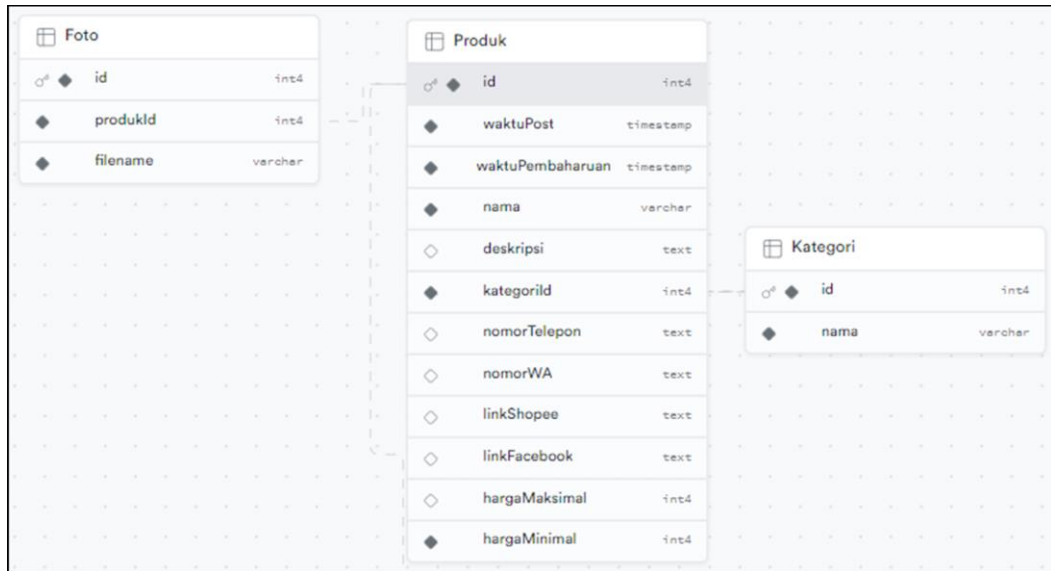 Foto
id int4
produkId int4
filename varchar
Produk
id int4
waktuPost timestamp
waktuPembaharuan timestamp
nama varchar
deskripsi text
kategoriId int4
nomorTelepon text
nomorWA text
linkShopee text
linkFacebook text
hargaMaksimal int4
hargaMinimal int4
Kategori
id int4
nama varchar